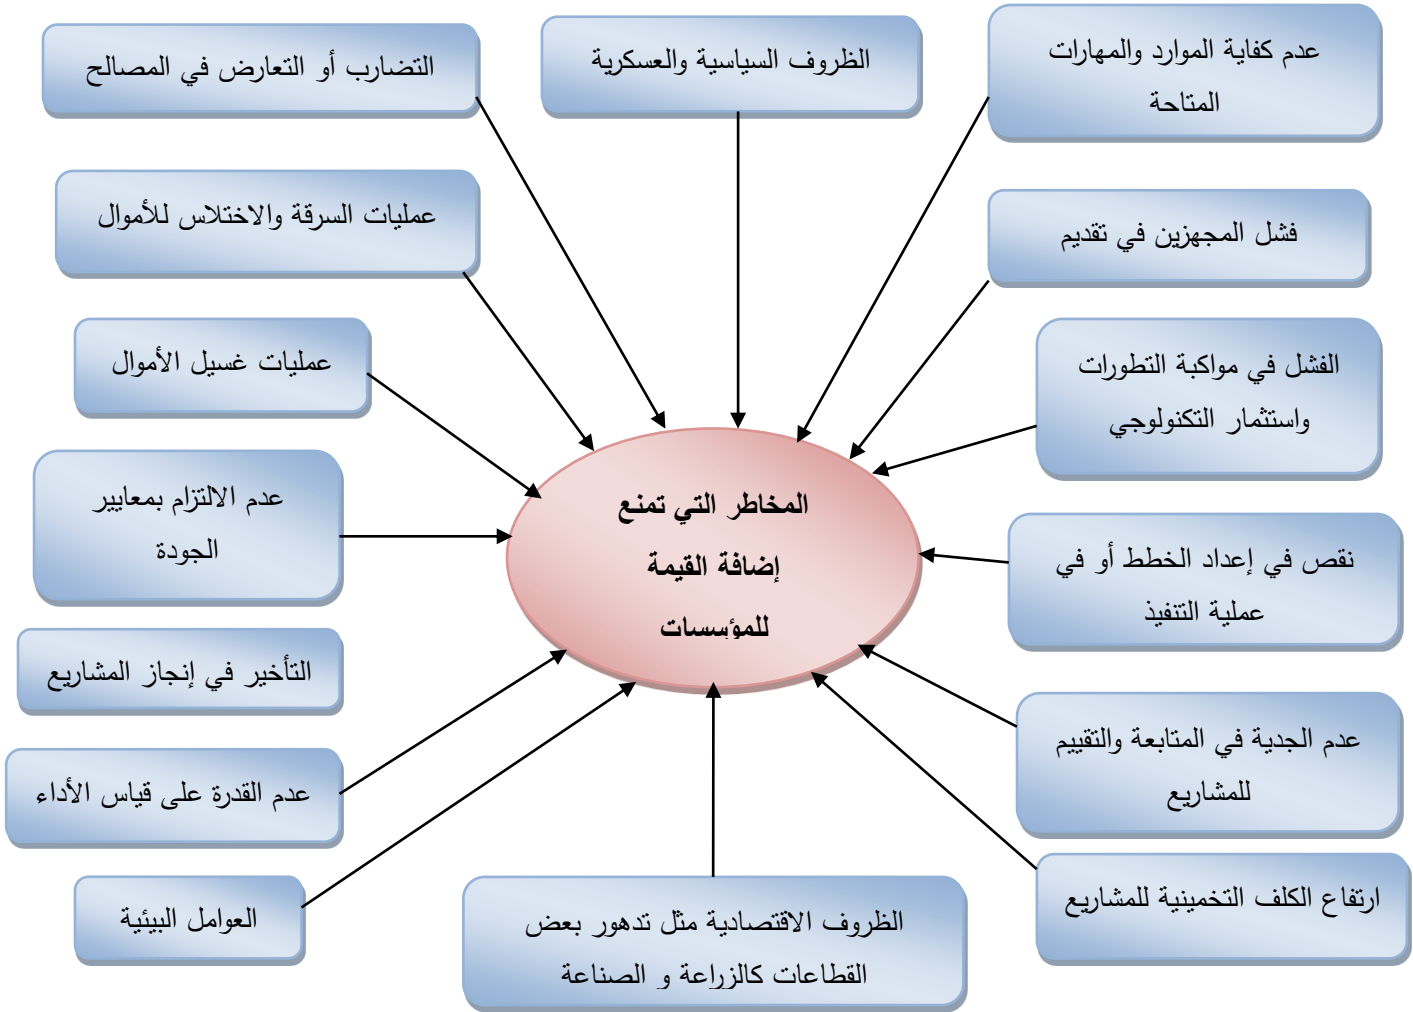 عدم كفاية الموارد والمهارات
المتاحة
الظروف السياسية والعسكرية
التضارب أو التعارض في المصالح
فشل المجهزين في تقديم
عمليات السرقة والاختلاس للأموال
الفشل في مواكبة التطورات
واستثمار التكنولوجي
عمليات غسيل الأموال
المخاطر التي تمنع
إضافة القيمة
للمؤسسات
عدم الالتزام بمعايير
الجودة
نقص في إعداد الخطط أو في
عملية التنفيذ
التأخير في إنجاز المشاريع
عدم الجدية في المتابعة والتقييم
للمشاريع
عدم القدرة على قياس الأداء
ارتفاع الكلف التخمينية للمشاريع
الظروف الاقتصادية مثل تدهور بعض
القطاعات كالزراعة و الصناعة
العوامل البيئية